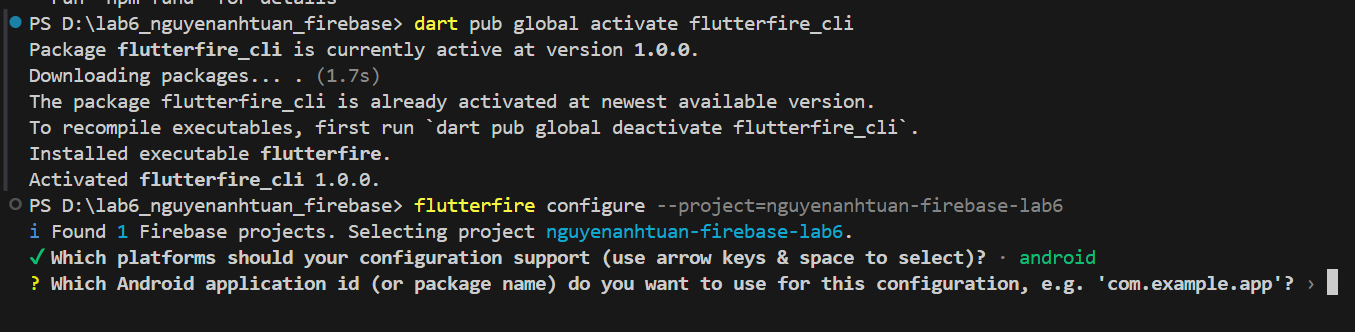 run `npm fund` for details
PS D:\lab6_nguyenanhtuan_firebase> dart pub global activate flutterfire_cli
Package flutterfire_cli is currently active at version 1.0.0.
Downloading packages... . (1.7s)
The package flutterfire_cli is already activated at newest available version.
To recompile executables, first run `dart pub global deactivate flutterfire_cli`.
Installed executable flutterfire.
Activated flutterfire_cli 1.0.0.
PS D:\lab6_nguyenanhtuan_firebase> flutterfire configure --project=nguyenanhtuan-firebase-lab6
i Found 1 Firebase projects. Selecting project nguyenanhtuan-firebase-lab6.
✓ Which platforms should your configuration support (use arrow keys & space to select)? · android
? Which Android application id (or package name) do you want to use for this configuration, e.g. 'com.example.app'? ›